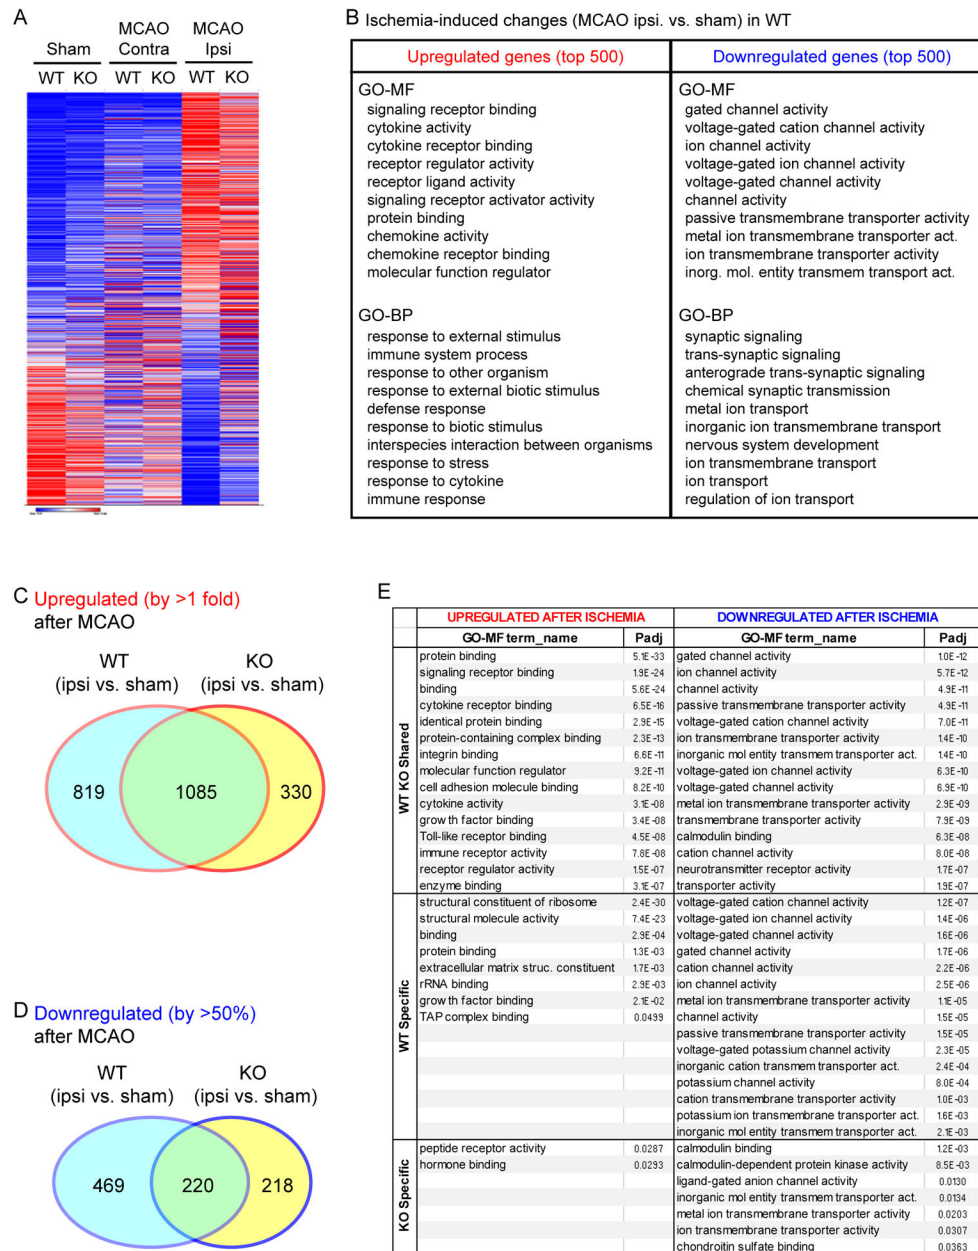 A
Sham
MCAO
Contra
MCAO
Ipsi
WT KO WT KO WT KO
B Ischemia-induced changes (MCAO ipsi. vs. sham) in WT
Upregulated genes (top 500)
GO-MF
signaling receptor binding
cytokine activity
cytokine receptor binding
receptor regulator activity
receptor ligand activity
signaling receptor activator activity
protein binding
chemokine activity
chemokine receptor binding
molecular function regulator
GO-BP
response to external stimulus
immune system process
response to other organism
response to external biotic stimulus
defense response
response to biotic stimulus
interspecies interaction between organisms
response to stress
response to cytokine
immune response
Downregulated genes (top 500)
GO-MF
gated channel activity
voltage-gated cation channel activity
ion channel activity
voltage-gated ion channel activity
voltage-gated channel activity
channel activity
passive transmembrane transporter activity
metal ion transmembrane transporter act.
ion transmembrane transporter activity
inorg. mol. entity transmem transport act.
GO-BP
synaptic signaling
trans-synaptic signaling
anterograde trans-synaptic signaling
chemical synaptic transmission
metal ion transport
inorganic ion transmembrane transport
nervous system development
ion transmembrane transport
ion transport
regulation of ion transport
C Upregulated (by >1 fold)
after MCAO
WT
(ipsi vs. sham)
KO
(ipsi vs. sham)
819 1085 330
D Downregulated (by >50%)
after MCAO
WT
(ipsi vs. sham)
KO
(ipsi vs. sham)
469 220 218
E
UPREGULATED AFTER ISCHEMIA DOWNREGULATED AFTER ISCHEMIA
GO-MF term_name Padj GO-MF term_name Padj
WT KO Shared
protein binding 5.1E-33 gated channel activity 1.0E-12
signaling receptor binding 1.9E-24 ion channel activity 5.7E-12
binding 5.6E-24 channel activity 4.9E-11
cytokine receptor binding 6.5E-16 passive transmembrane transporter activity 4.9E-11
identical protein binding 2.9E-15 voltage-gated cation channel activity 7.0E-11
protein-containing complex binding 2.3E-13 ion transmembrane transporter activity 1.4E-10
integrin binding 6.6E-11 inorganic mol entity transmem transporter act. 1.4E-10
molecular function regulator 9.2E-11 voltage-gated ion channel activity 6.3E-10
cell adhesion molecule binding 8.2E-10 voltage-gated channel activity 6.9E-10
cytokine activity 3.1E-08 metal ion transmembrane transporter activity 2.9E-09
growth factor binding 3.4E-08 transmembrane transporter activity 7.9E-09
Toll-like receptor binding 4.5E-08 calmodulin binding 6.3E-08
immune receptor activity 7.8E-08 cation channel activity 8.0E-08
receptor regulator activity 1.5E-07 neurotransmitter receptor activity 1.7E-07
enzyme binding 3.1E-07 transporter activity 1.9E-07
WT Specific
structural constituent of ribosome 2.4E-30 voltage-gated cation channel activity 1.2E-07
structural molecule activity 7.4E-23 voltage-gated ion channel activity 1.4E-06
binding 2.9E-04 voltage-gated channel activity 1.6E-06
protein binding 1.3E-03 gated channel activity 1.7E-06
extracellular matrix struc. constituent 1.7E-03 cation channel activity 2.2E-06
rRNA binding 2.9E-03 ion channel activity 2.5E-06
growth factor binding 2.1E-02 metal ion transmembrane transporter activity 1.1E-05
TAP complex binding 0.0499 channel activity 1.5E-05
passive transmembrane transporter activity 1.5E-05
voltage-gated potassium channel activity 2.3E-05
inorganic cation transmem transporter act. 2.4E-04
potassium channel activity 8.0E-04
cation transmembrane transporter activity 1.0E-03
potassium ion transmembrane transporter act. 1.6E-03
inorganic mol entity transmem transporter act. 2.1E-03
KO Specific
peptide receptor activity 0.0287 calmodulin binding 1.2E-03
hormone binding 0.0293 calmodulin-dependent protein kinase activity 8.5E-03
ligand-gated anion channel activity 0.0130
inorganic mol entity transmem transporter act. 0.0134
metal ion transmembrane transporter activity 0.0203
ion transmembrane transporter activity 0.0307
chondroitin sulfate binding 0.0363